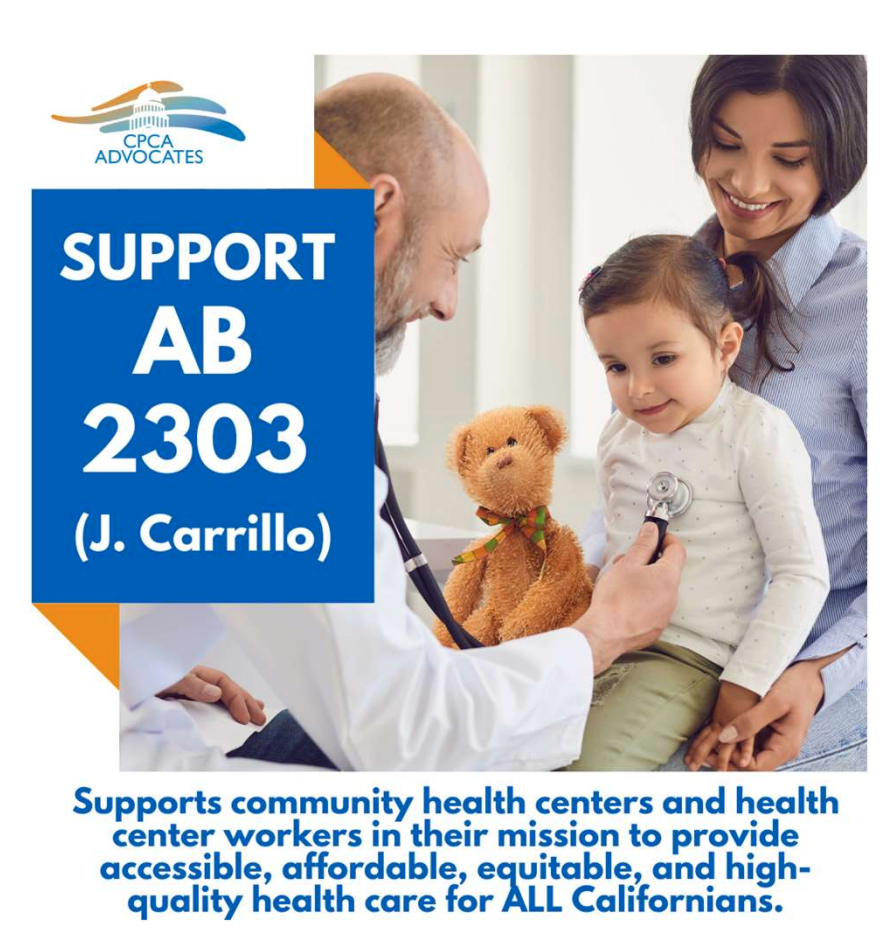 CPCA
ADVOCATES
SUPPORT
AB
2303
(J. Carrillo)
Supports community health centers and health
center workers in their mission to provide
accessible, affordable, equitable, and high-
quality health care for ALL Californians.